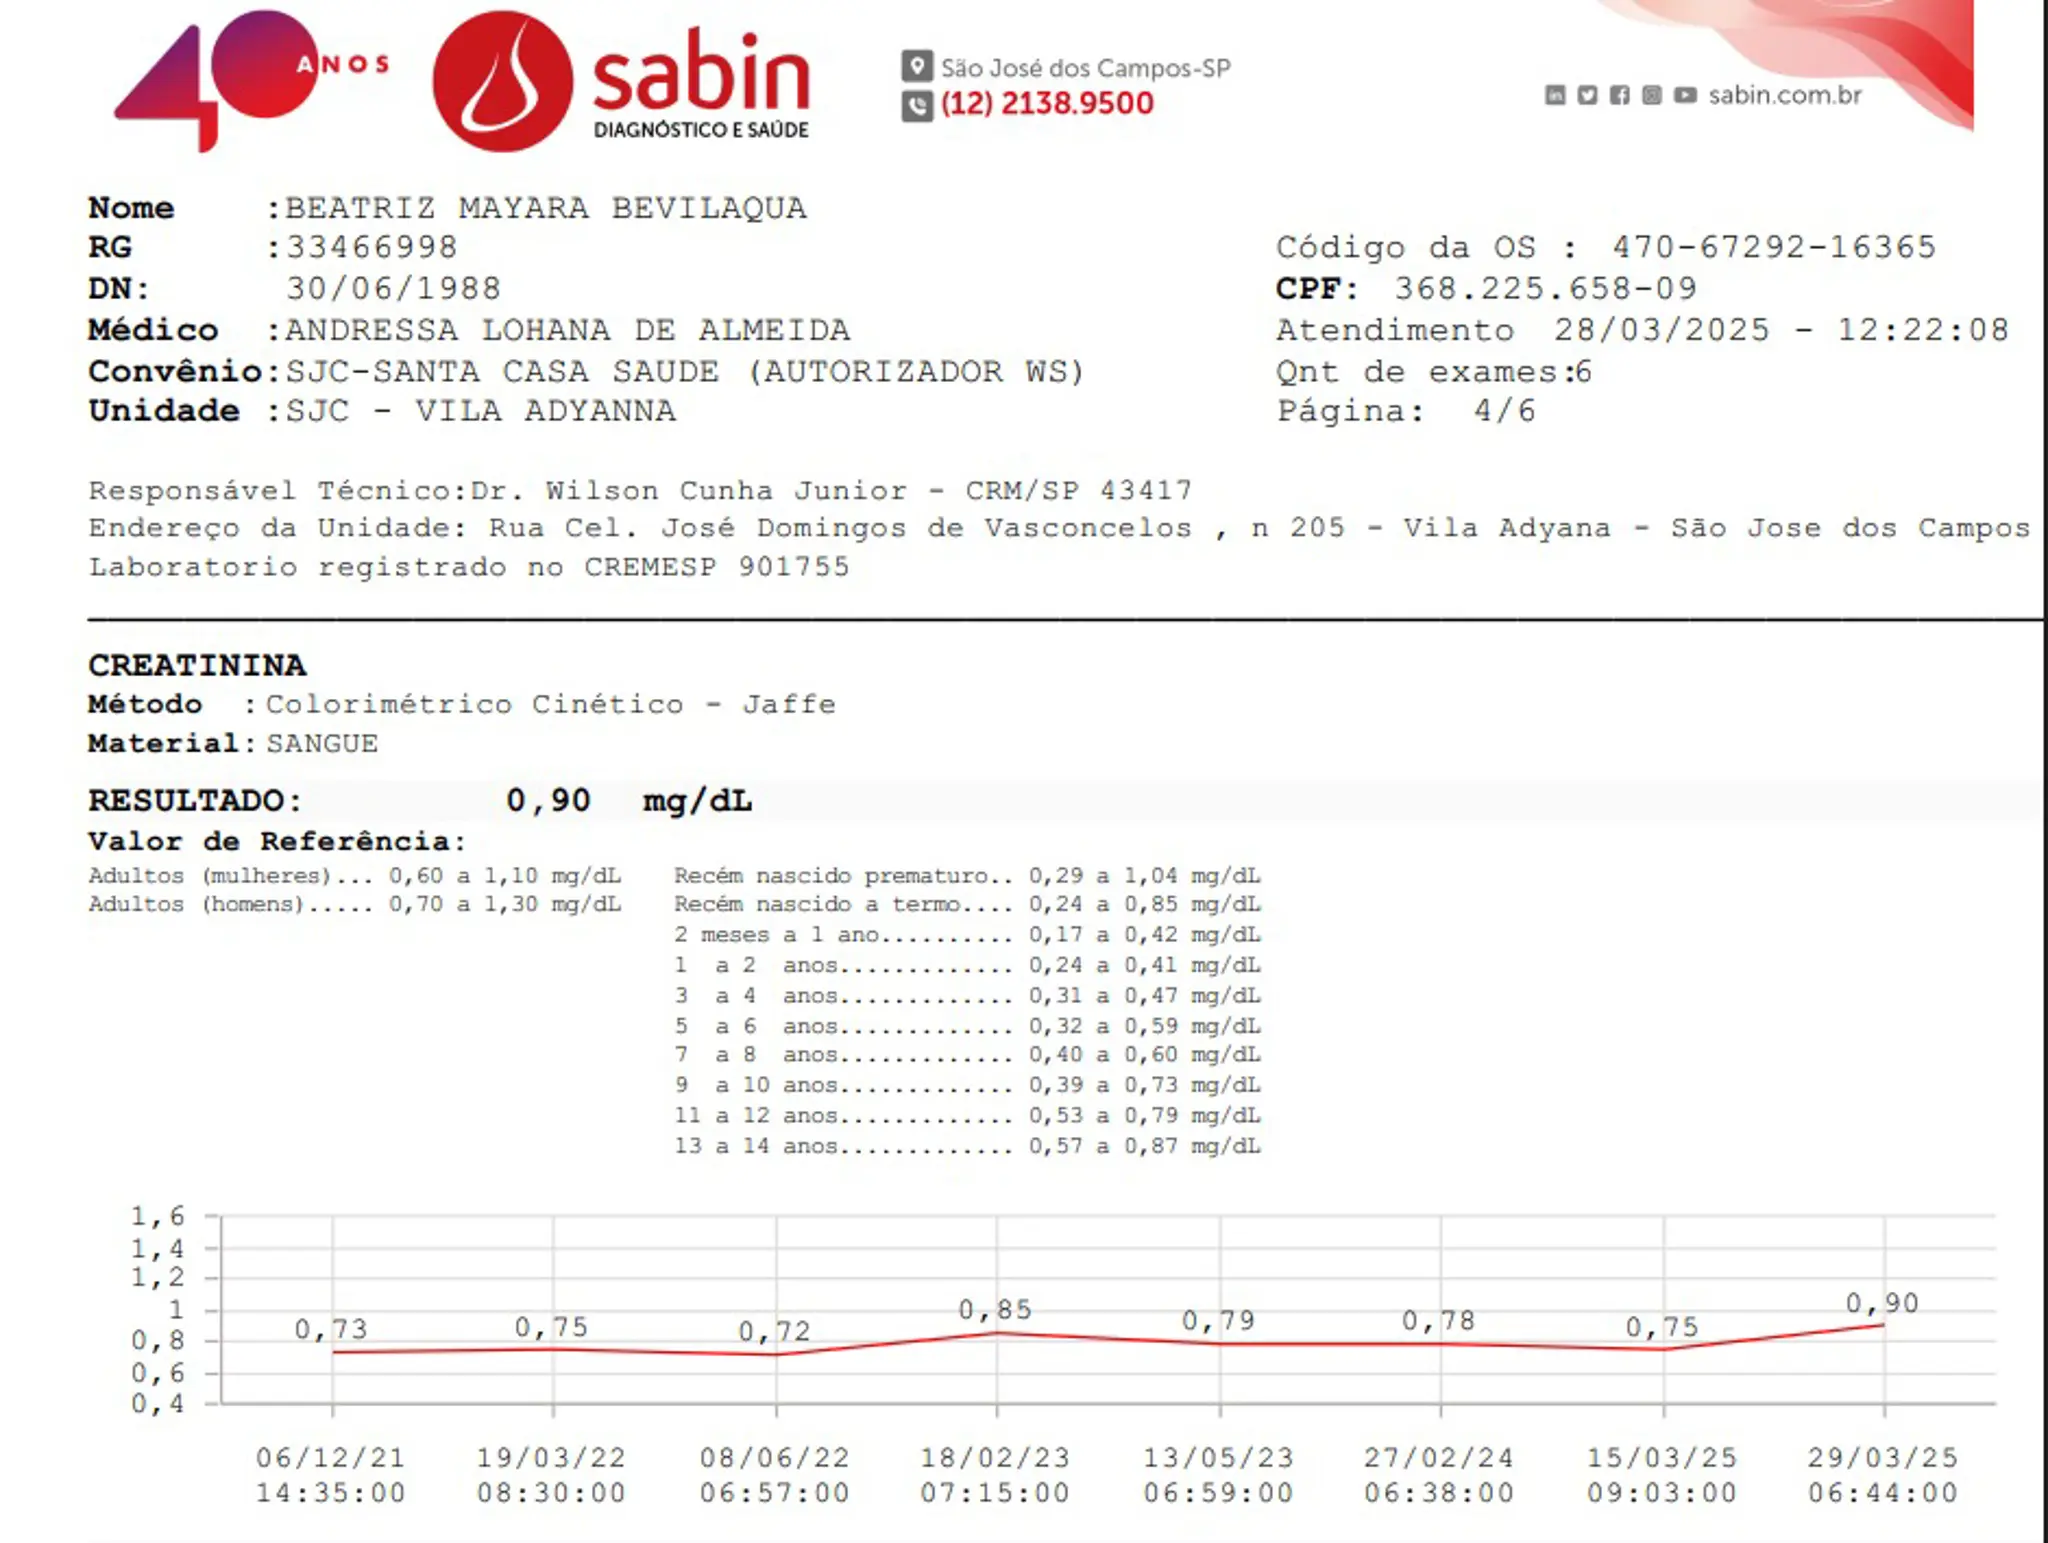 40 ANOS
sabin
DIAGNÓSTICO E SAÚDE
São José dos Campos-SP
(12) 2138.9500
sabin.com.br
Nome :BEATRIZ MAYARA BEVILAQUA
RG :33466998
Código da OS : 470-67292-16365
DN: 30/06/1988
CPF: 368.225.658-09
Médico :ANDRESSA LOHANA DE ALMEIDA
Atendimento 28/03/2025 - 12:22:08
Convênio:SJC-SANTA CASA SAUDE (AUTORIZADOR WS)
Qnt de exames:6
Unidade :SJC - VILA ADYANNA
Página: 4/6
Responsável Técnico:Dr. Wilson Cunha Junior - CRM/SP 43417
Endereço da Unidade: Rua Cel. José Domingos de Vasconcelos , n 205 - Vila Adyana - São Jose dos Campos
Laboratorio registrado no CREMESP 901755
CREATININA
Método :Colorimétrico Cinético - Jaffe
Material:SANGUE
RESULTADO: 0,90 mg/dL
Valor de Referência:
Adultos (mulheres)... 0,60 a 1,10 mg/dL Recém nascido prematuro.. 0,29 a 1,04 mg/dL
Adultos (homens)..... 0,70 a 1,30 mg/dL Recém nascido a termo.... 0,24 a 0,85 mg/dL
2 meses a 1 ano.......... 0,17 a 0,42 mg/dL
1 a 2 anos............. 0,24 a 0,41 mg/dL
3 a 4 anos............. 0,31 a 0,47 mg/dL
5 a 6 anos............. 0,32 a 0,59 mg/dL
7 a 8 anos............. 0,40 a 0,60 mg/dL
9 a 10 anos............. 0,39 a 0,73 mg/dL
11 a 12 anos............. 0,53 a 0,79 mg/dL
13 a 14 anos............. 0,57 a 0,87 mg/dL
1,6
1,4
1,2
1
0,8
0,6
0,4
0,73 0,75 0,72 0,85 0,79 0,78 0,75 0,90
06/12/21 19/03/22 08/06/22 18/02/23 13/05/23 27/02/24 15/03/25 29/03/25
14:35:00 08:30:00 06:57:00 07:15:00 06:59:00 06:38:00 09:03:00 06:44:00